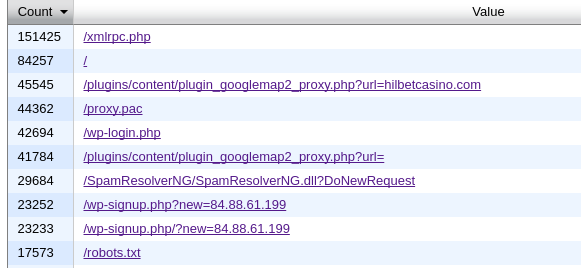 Count Value
151425 /xmlrpc.php
84257 /
45545 /plugins/content/plugin_googlemap2_proxy.php?url=hilbetcasino.com
44362 /proxy.pac
42694 /wp-login.php
41784 /plugins/content/plugin_googlemap2_proxy.php?url=
29684 /SpamResolverNG/SpamResolverNG.dll?DoNewRequest
23252 /wp-signup.php?new=84.88.61.199
23233 /wp-signup.php/?new=84.88.61.199
17573 /robots.txt